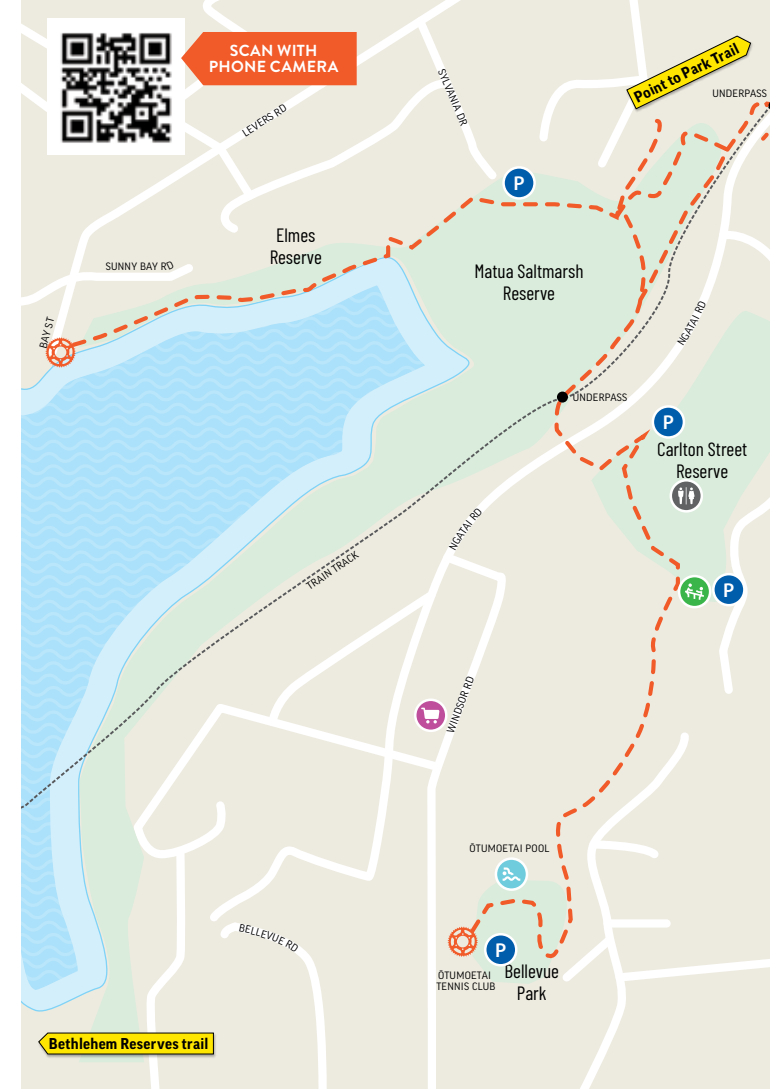 SCAN WITH
PHONE CAMERA
Point to Park Trail
UNDERPASS
SYLVANIA DR
LEVERS RD
P
Elmes
Reserve
SUNNY BAY RD
Matua Saltmarsh
Reserve
BAY ST
NGATAI RD
UNDERPASS
P
Carlton Street
Reserve
NGATAI RD
TRAIN TRACK
P
WINDSOR RD
ŌTUMOETAI POOL
BELLEVUE RD
P
ŌTUMOETAI
TENNIS CLUB
Bellevue
Park
Bethlehem Reserves trail